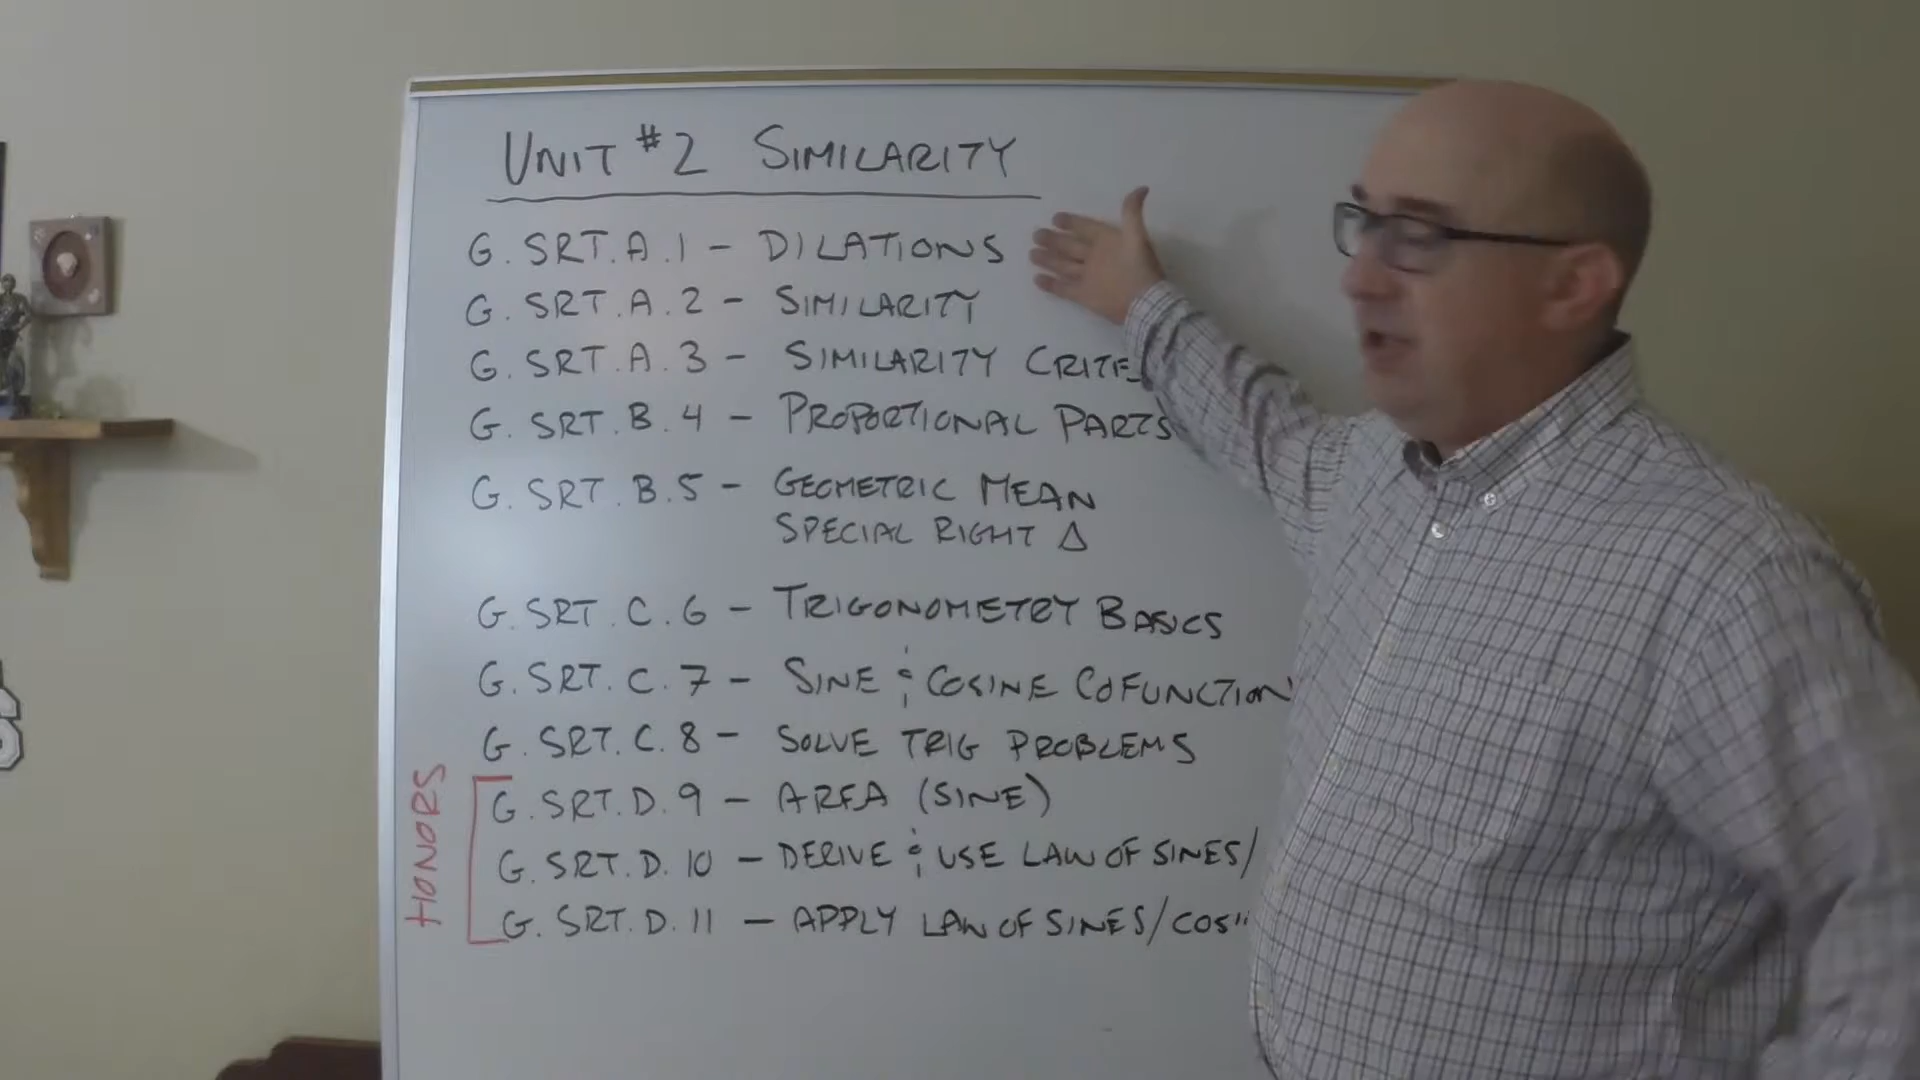 UNIT #2 SIMILARITY
G. SRT. A. 1 - DILATIONS
G. SRT. A. 2 - SIMILARITY
G. SRT. A. 3 - SIMILARITY
G. SRT. B. 4 - PROPORTIONAL PARTS
G. SRT. B. 5 - GEOMETRIC MEAN
SPECIAL RIGHT Δ
G. SRT. C. 6 - TRIGONOMETRY BASICS
G. SRT. C. 7 - SINE & COSINE COFUNCTION
G. SRT. C. 8 - SOLVE TRIG PROBLEMS
HONORS
G. SRT. D. 9 - AREA (SINE)
G. SRT. D. 10 - DERIVE & USE LAW OF SINES/
G. SRT. D. 11 - APPLY LAW OF SINES/